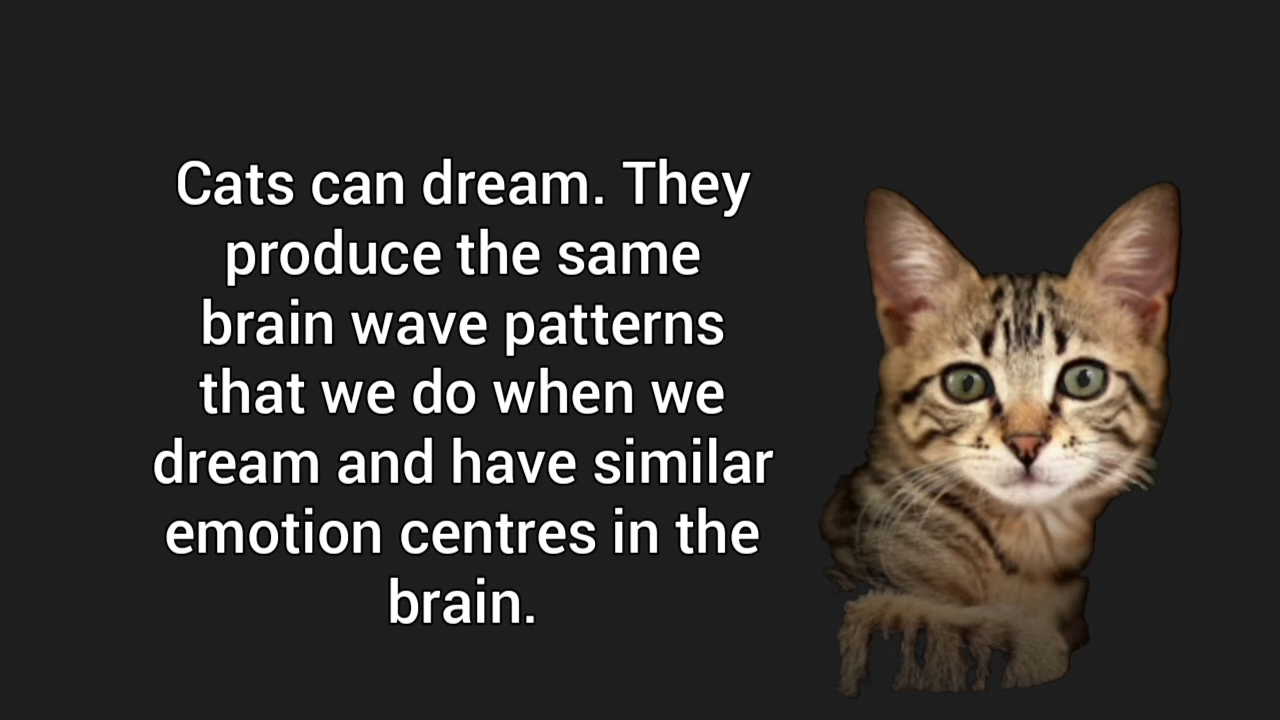 Cats can dream. They
produce the same
brain wave patterns
that we do when we
dream and have similar
emotion centres in the
brain.